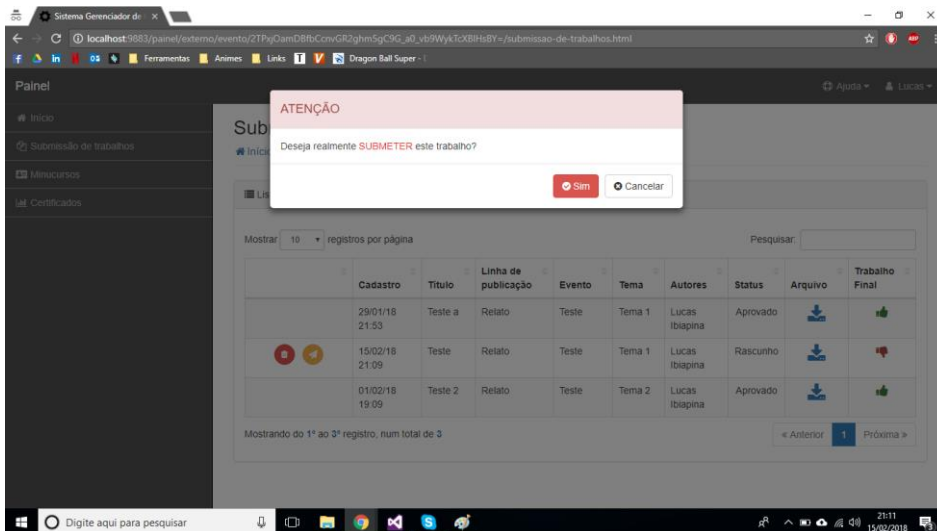 Sistema Gerenciador de
localhost:9883/painel/externo/evento/2TPxjOamDBfbCcnvGR2ghmSgC9G_a0_vb9WykTcXBlHsBY=/submissao-de-trabalhos.html
Ferramentas Animes Links Dragon Ball Super -
Painel
Ajuda
Lucas
Início
Submissão de trabalhos
Minucursos
Certificados
ATENÇÃO
Deseja realmente SUBMETER este trabalho?
Sim
Cancelar
Sub
Início
Lis
Mostrar 10 registros por página
Pesquisar:
Cadastro Título Linha de publicação Evento Tema Autores Status Arquivo Trabalho Final
29/01/18 21:53 Teste a Relato Teste Tema 1 Lucas Ibiapina Aprovado
15/02/18 21:09 Teste Relato Teste Tema 1 Lucas Ibiapina Rascunho
01/02/18 19:09 Teste 2 Relato Teste Tema 2 Lucas Ibiapina Aprovado
Mostrando do 1º ao 3º registro, num total de 3
« Anterior 1 Próxima »
Digite aqui para pesquisar
21:11
15/02/2018